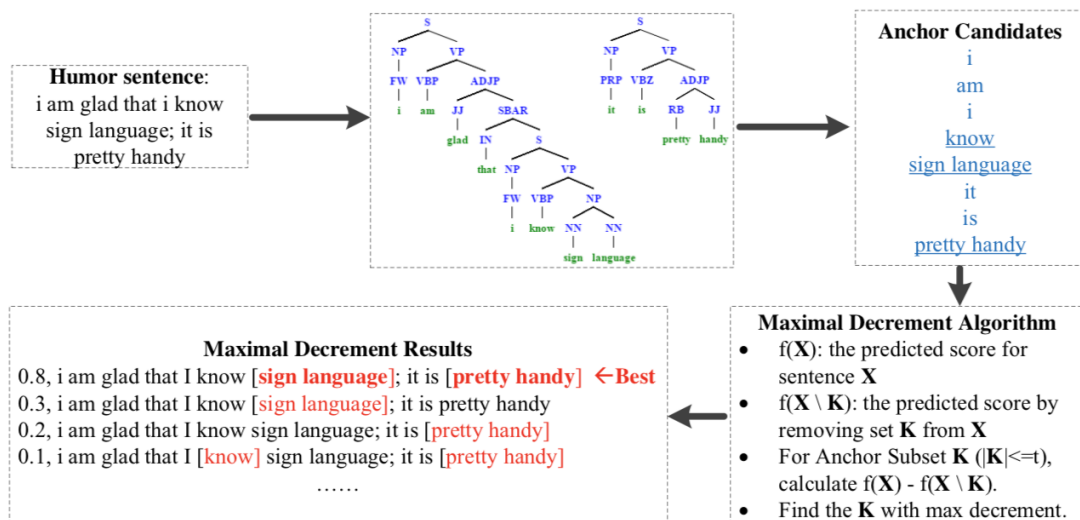 Humor sentence:
i am glad that i know
sign language; it is
pretty handy
S
NP VP
FW VBP ADJP
i am JJ SBAR
glad IN S
that NP VP
FW VBP NP
i know NN NN
sign language
S
NP VP
PRP VBZ ADJP
it is RB JJ
pretty handy
Anchor Candidates
i
am
i
know
sign language
it
is
pretty handy
Maximal Decrement Algorithm
• f(X): the predicted score for
sentence X
• f(X \ K): the predicted score by
removing set K from X
• For Anchor Subset K (|K|<=t),
calculate f(X) - f(X \ K).
• Find the K with max decrement.
Maximal Decrement Results
0.8, i am glad that I know [sign language]; it is [pretty handy] ←Best
0.3, i am glad that I know [sign language]; it is pretty handy
0.2, i am glad that I know sign language; it is [pretty handy]
0.1, i am glad that I [know] sign language; it is [pretty handy]
……